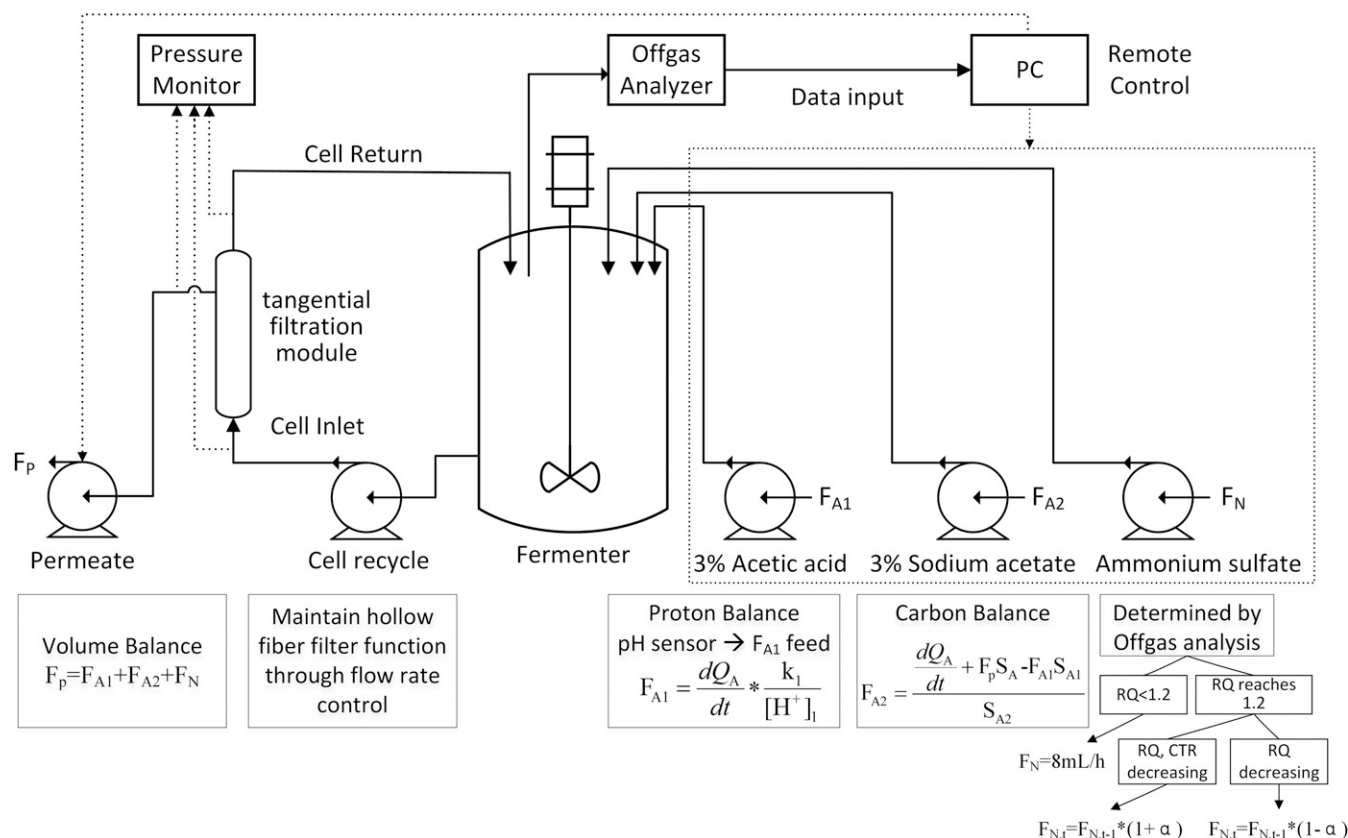 Pressure
Monitor
Offgas
Analyzer
Data input
PC
Remote
Control
Cell Return
tangential
filtration
module
Cell Inlet
F_P
F_A1
F_A2
F_N
Permeate
Cell recycle
Fermenter
3% Acetic acid
3% Sodium acetate
Ammonium sulfate
Volume Balance
F_p=F_A1+F_A2+F_N
Maintain hollow
fiber filter function
through flow rate
control
Proton Balance
pH sensor → F_A1 feed
F_A1 = dQ_A/dt * k_1/[H^+]_l
Carbon Balance
F_A2 = (dQ_A/dt + F_pS_A-F_A1S_A1)/S_A2
Determined by
Offgas analysis
RQ<1.2
RQ reaches
1.2
F_N=8mL/h
RQ, CTR
decreasing
RQ
decreasing
F_N,t=F_N,t-1*(1+α)
F_N,t=F_N,t-1*(1-α)